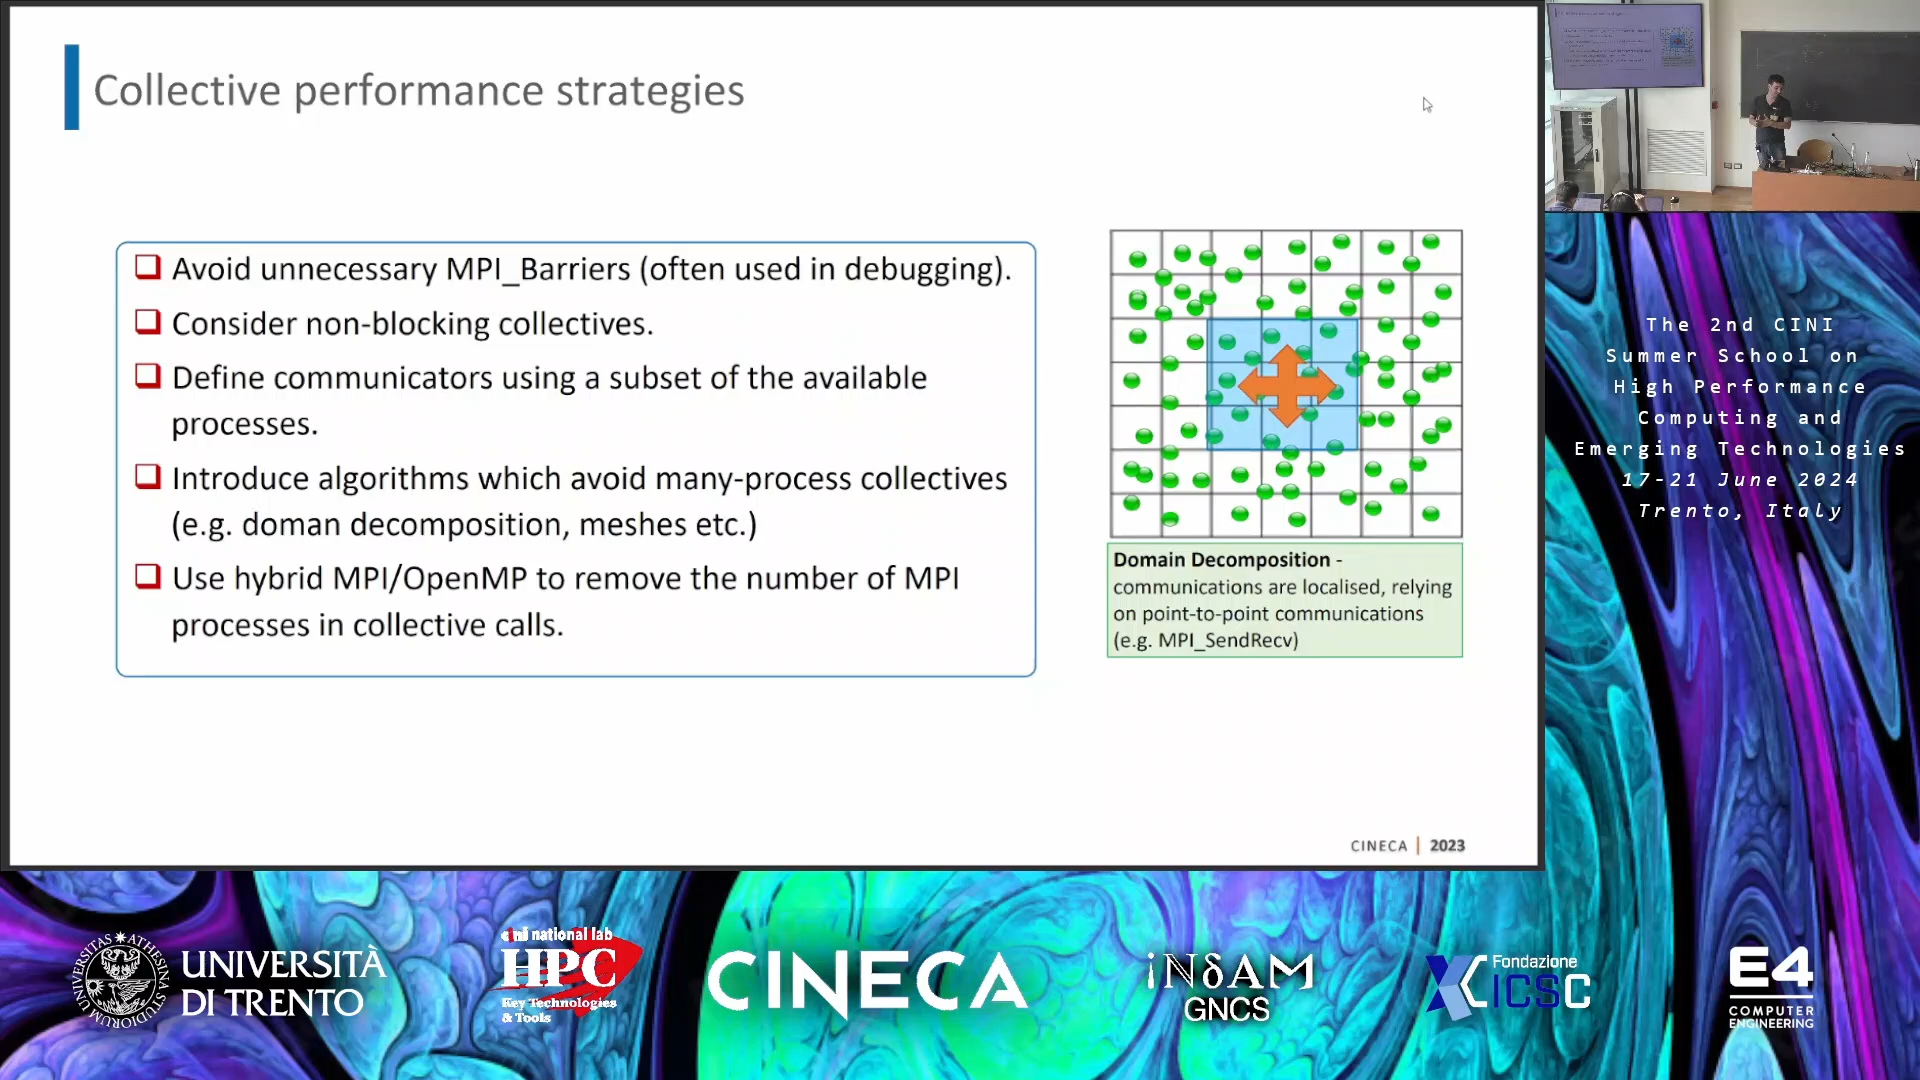 Collective performance strategies
Avoid unnecessary MPI_Barriers (often used in debugging).
Consider non-blocking collectives.
Define communicators using a subset of the available
processes.
Introduce algorithms which avoid many-process collectives
(e.g. doman decomposition, meshes etc.)
Use hybrid MPI/OpenMP to remove the number of MPI
processes in collective calls.
Domain Decomposition -
communications are localised, relying
on point-to-point communications
(e.g. MPI_SendRecv)
CINECA | 2023
The 2nd CINI
Summer School on
High Performance
Computing and
Emerging Technologies
17-21 June 2024
Trento, Italy
UNIVERSITÀ
DI TRENTO
cini national lab
HPC
Key Technologies
& Tools
CINECA
iNδAM
GNCS
Fondazione
ICSC
E4
COMPUTER
ENGINEERING